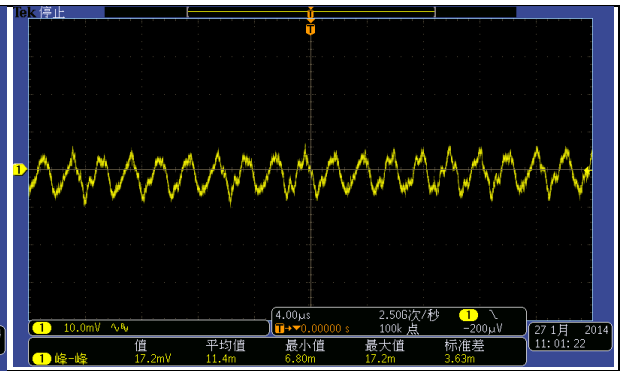 Tek 停止
T
T
1
4.00µs 2.50G次/秒 1
1 10.0mV T→▼0.00000 s 100k 点 −200µV
27 1月 2014
11:01:22
值 平均值 最小值 最大值 标准差
1 峰-峰 17.2mV 11.4m 6.80m 17.2m 3.63m